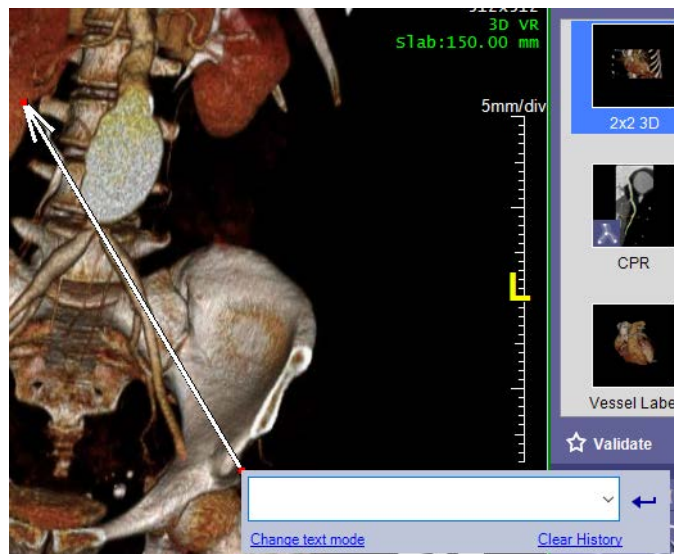 3D VR
Slab:150.00 mm
5mm/div
L
2x2 3D
CPR
Vessel Labe
Validate
Change text mode
Clear History